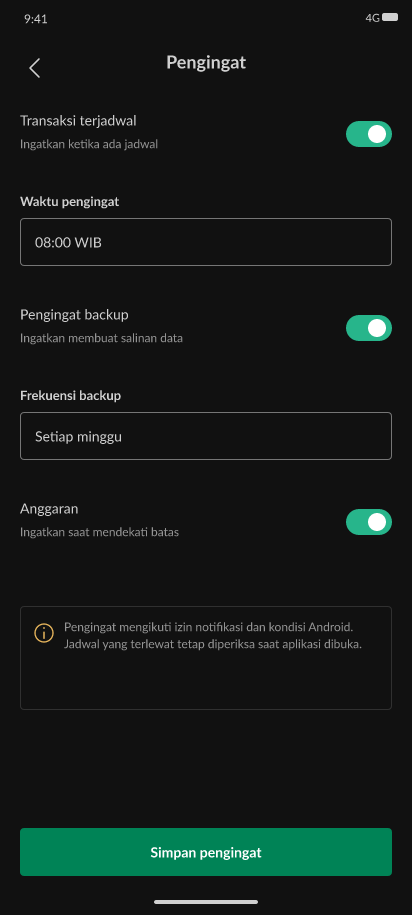 9:41
4G
Pengingat
Transaksi terjadwal
Ingatkan ketika ada jadwal
Waktu pengingat
08:00 WIB
Pengingat backup
Ingatkan membuat salinan data
Frekuensi backup
Setiap minggu
Anggaran
Ingatkan saat mendekati batas
Pengingat mengikuti izin notifikasi dan kondisi Android.
Jadwal yang terlewat tetap diperiksa saat aplikasi dibuka.
Simpan pengingat